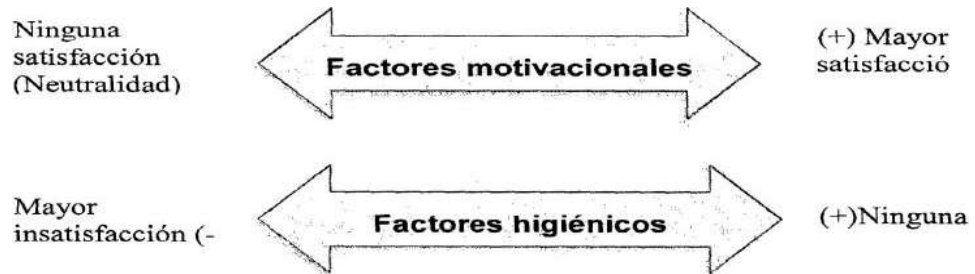 Ninguna
satisfacción
(Neutralidad)
Factores motivacionales
(+) Mayor
satisfacció
Mayor
insatisfacción (-
Factores higiénicos
(+)Ninguna